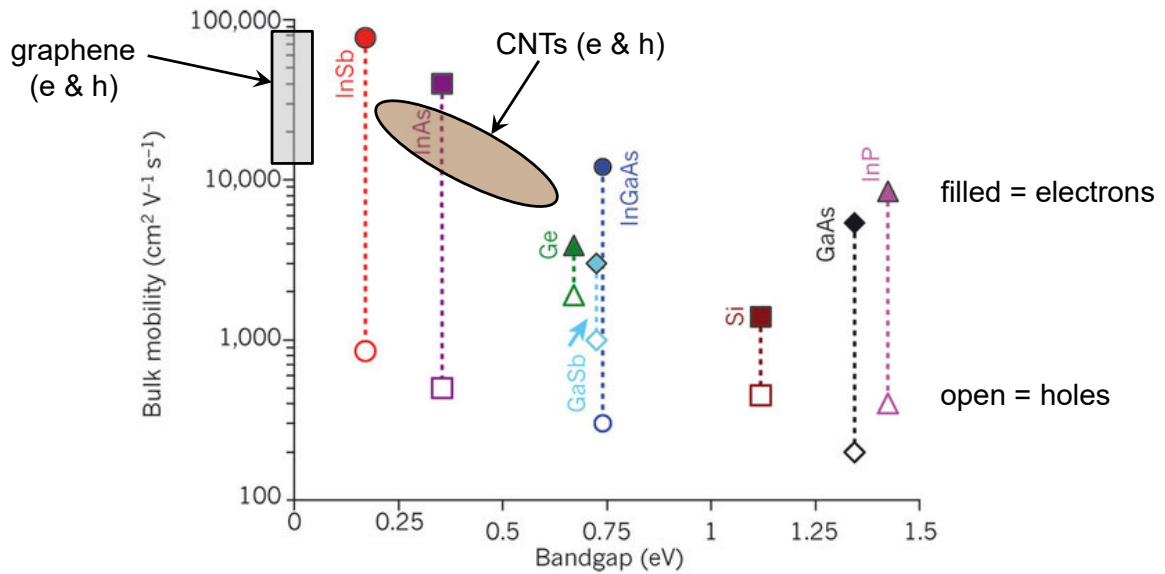 graphene
(e & h)
CNTs (e & h)
100,000
10,000
1,000
100
Bulk mobility (cm² V⁻¹ s⁻¹)
InSb
InAs
Ge
GaSb
InGaAs
Si
GaAs
InP
filled = electrons
open = holes
0
0.25
0.5
0.75
1
1.25
1.5
Bandgap (eV)